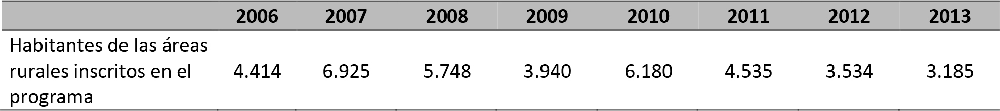 2006 2007 2008 2009 2010 2011 2012 2013
Habitantes de las áreas
rurales inscritos en el 4.414 6.925 5.748 3.940 6.180 4.535 3.534 3.185
programa